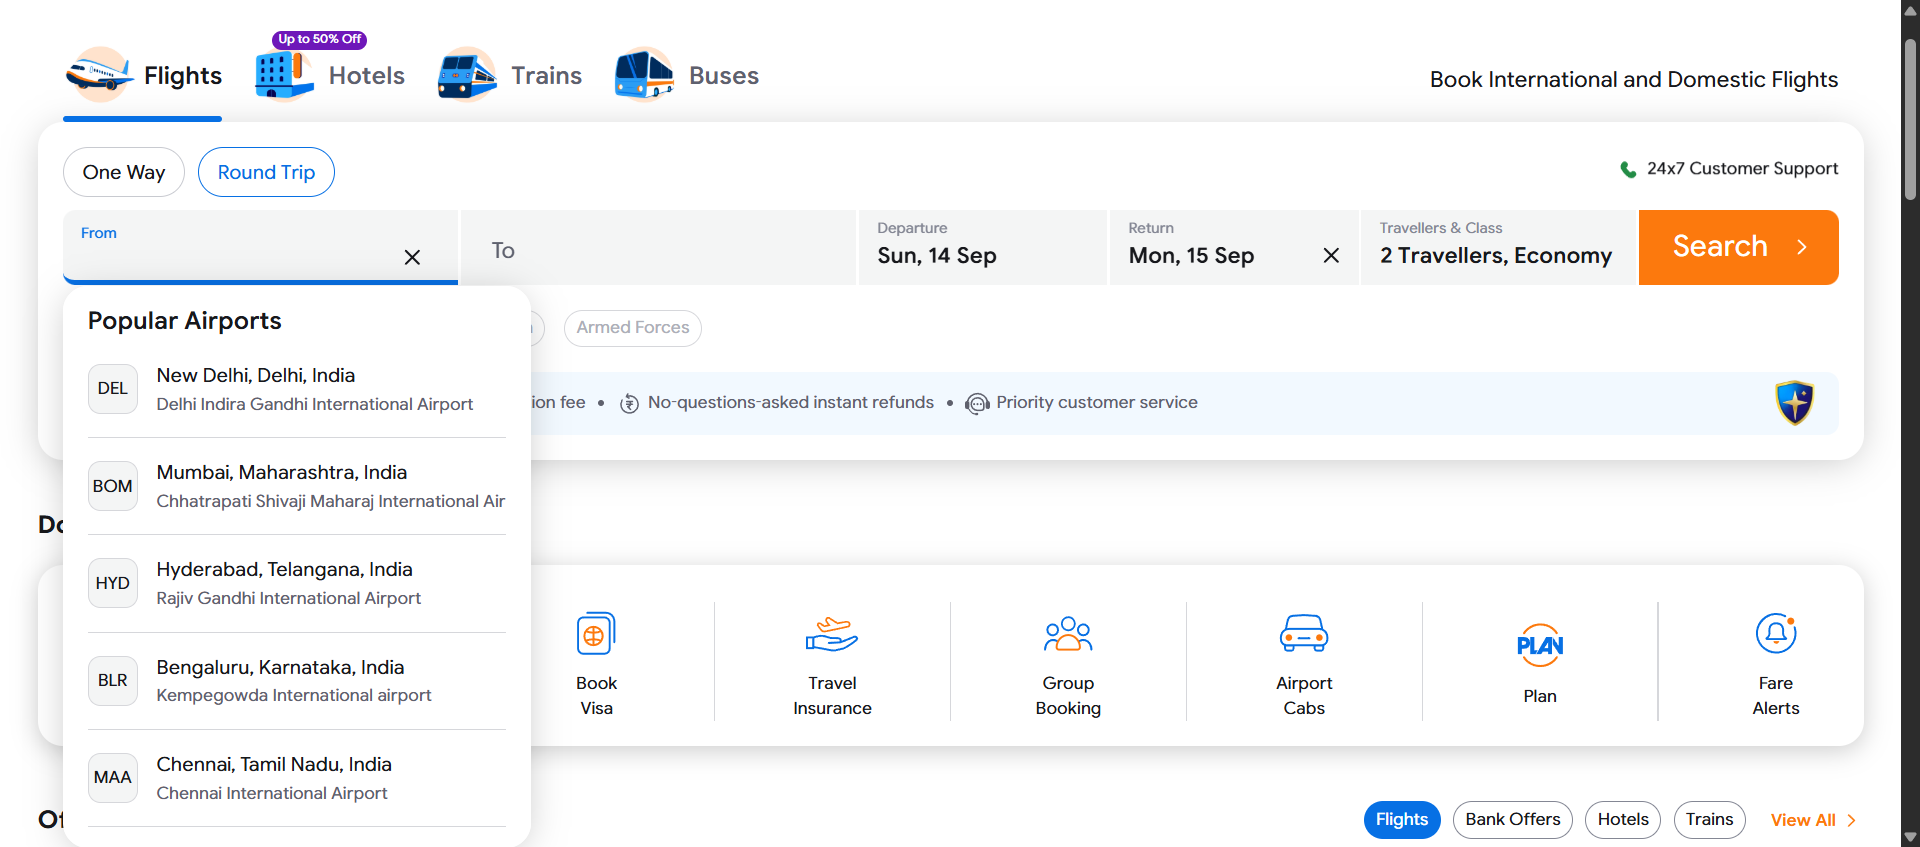 Up to 50% Off
Flights
Hotels
Trains
Buses
Book International and Domestic Flights
One Way
Round Trip
24x7 Customer Support
From
To
Departure
Sun, 14 Sep
Return
Mon, 15 Sep
Travellers & Class
2 Travellers, Economy
Search
Popular Airports
DEL
New Delhi, Delhi, India
Delhi Indira Gandhi International Airport
BOM
Mumbai, Maharashtra, India
Chhatrapati Shivaji Maharaj International Air
HYD
Hyderabad, Telangana, India
Rajiv Gandhi International Airport
BLR
Bengaluru, Karnataka, India
Kempegowda International airport
MAA
Chennai, Tamil Nadu, India
Chennai International Airport
Armed Forces
ion fee • No-questions-asked instant refunds • Priority customer service
Book
Visa
Travel
Insurance
Group
Booking
Airport
Cabs
PLAN
Plan
Fare
Alerts
Flights
Bank Offers
Hotels
Trains
View All